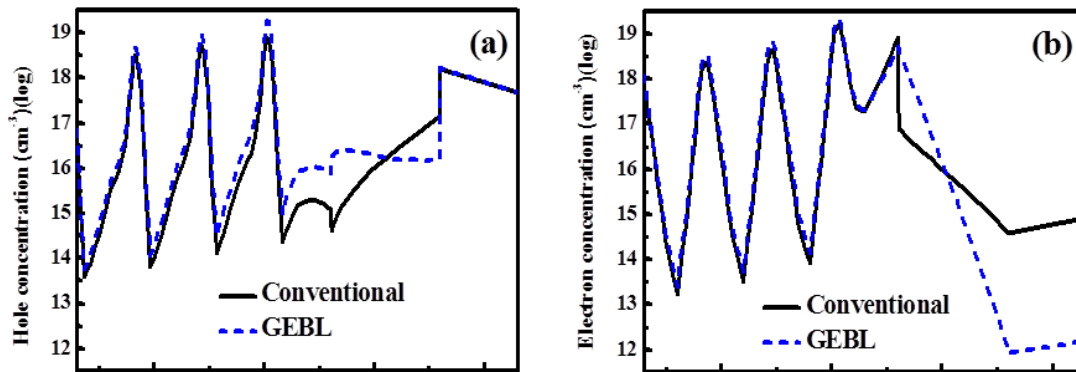 Hole concentration (cm⁻³)(log)
19
18
17
16
15
14
13
12
(a)
Conventional
GEBL
Electron concentration (cm⁻³)(log)
19
18
17
16
15
14
13
12
(b)
Conventional
GEBL